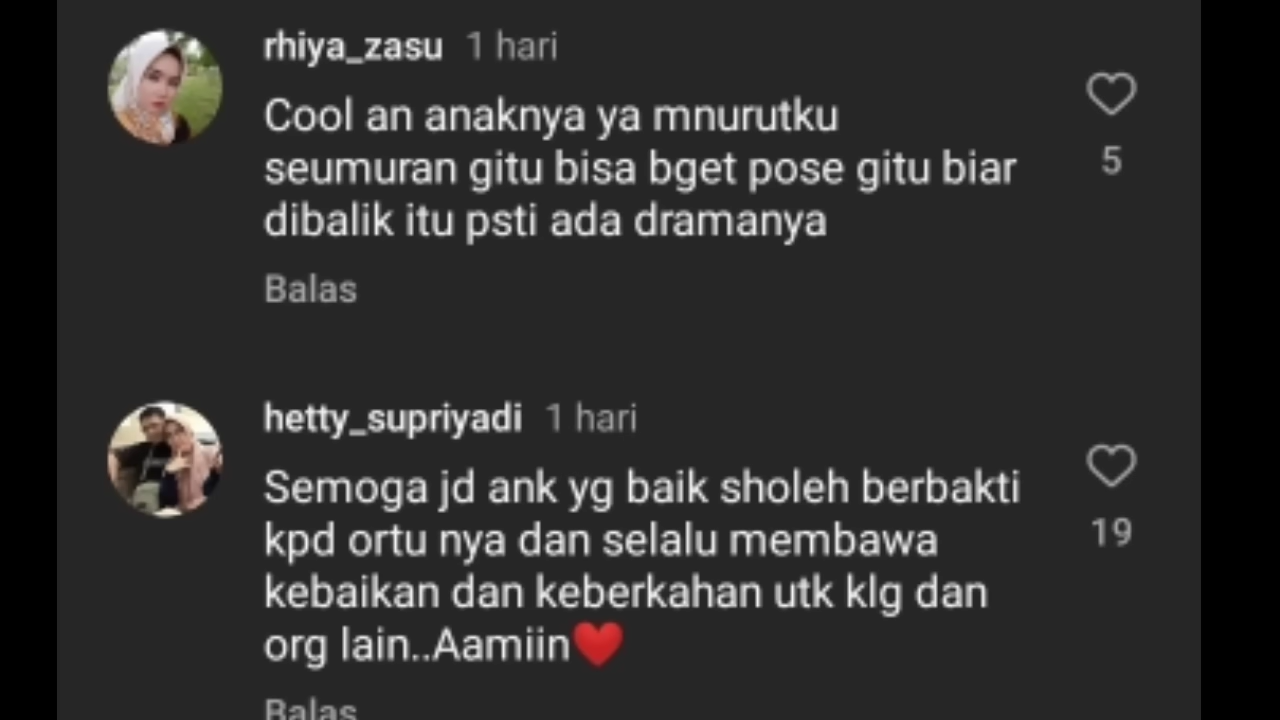 rhiya_zasu 1 hari
Cool an anaknya ya mnurutku
seumuran gitu bisa bget pose gitu biar
dibalik itu psti ada dramanya
5
Balas
hetty_supriyadi 1 hari
Semoga jd ank yg baik sholeh berbakti
kpd ortu nya dan selalu membawa
kebaikan dan keberkahan utk klg dan
org lain..Aamiin❤️
19
Balas